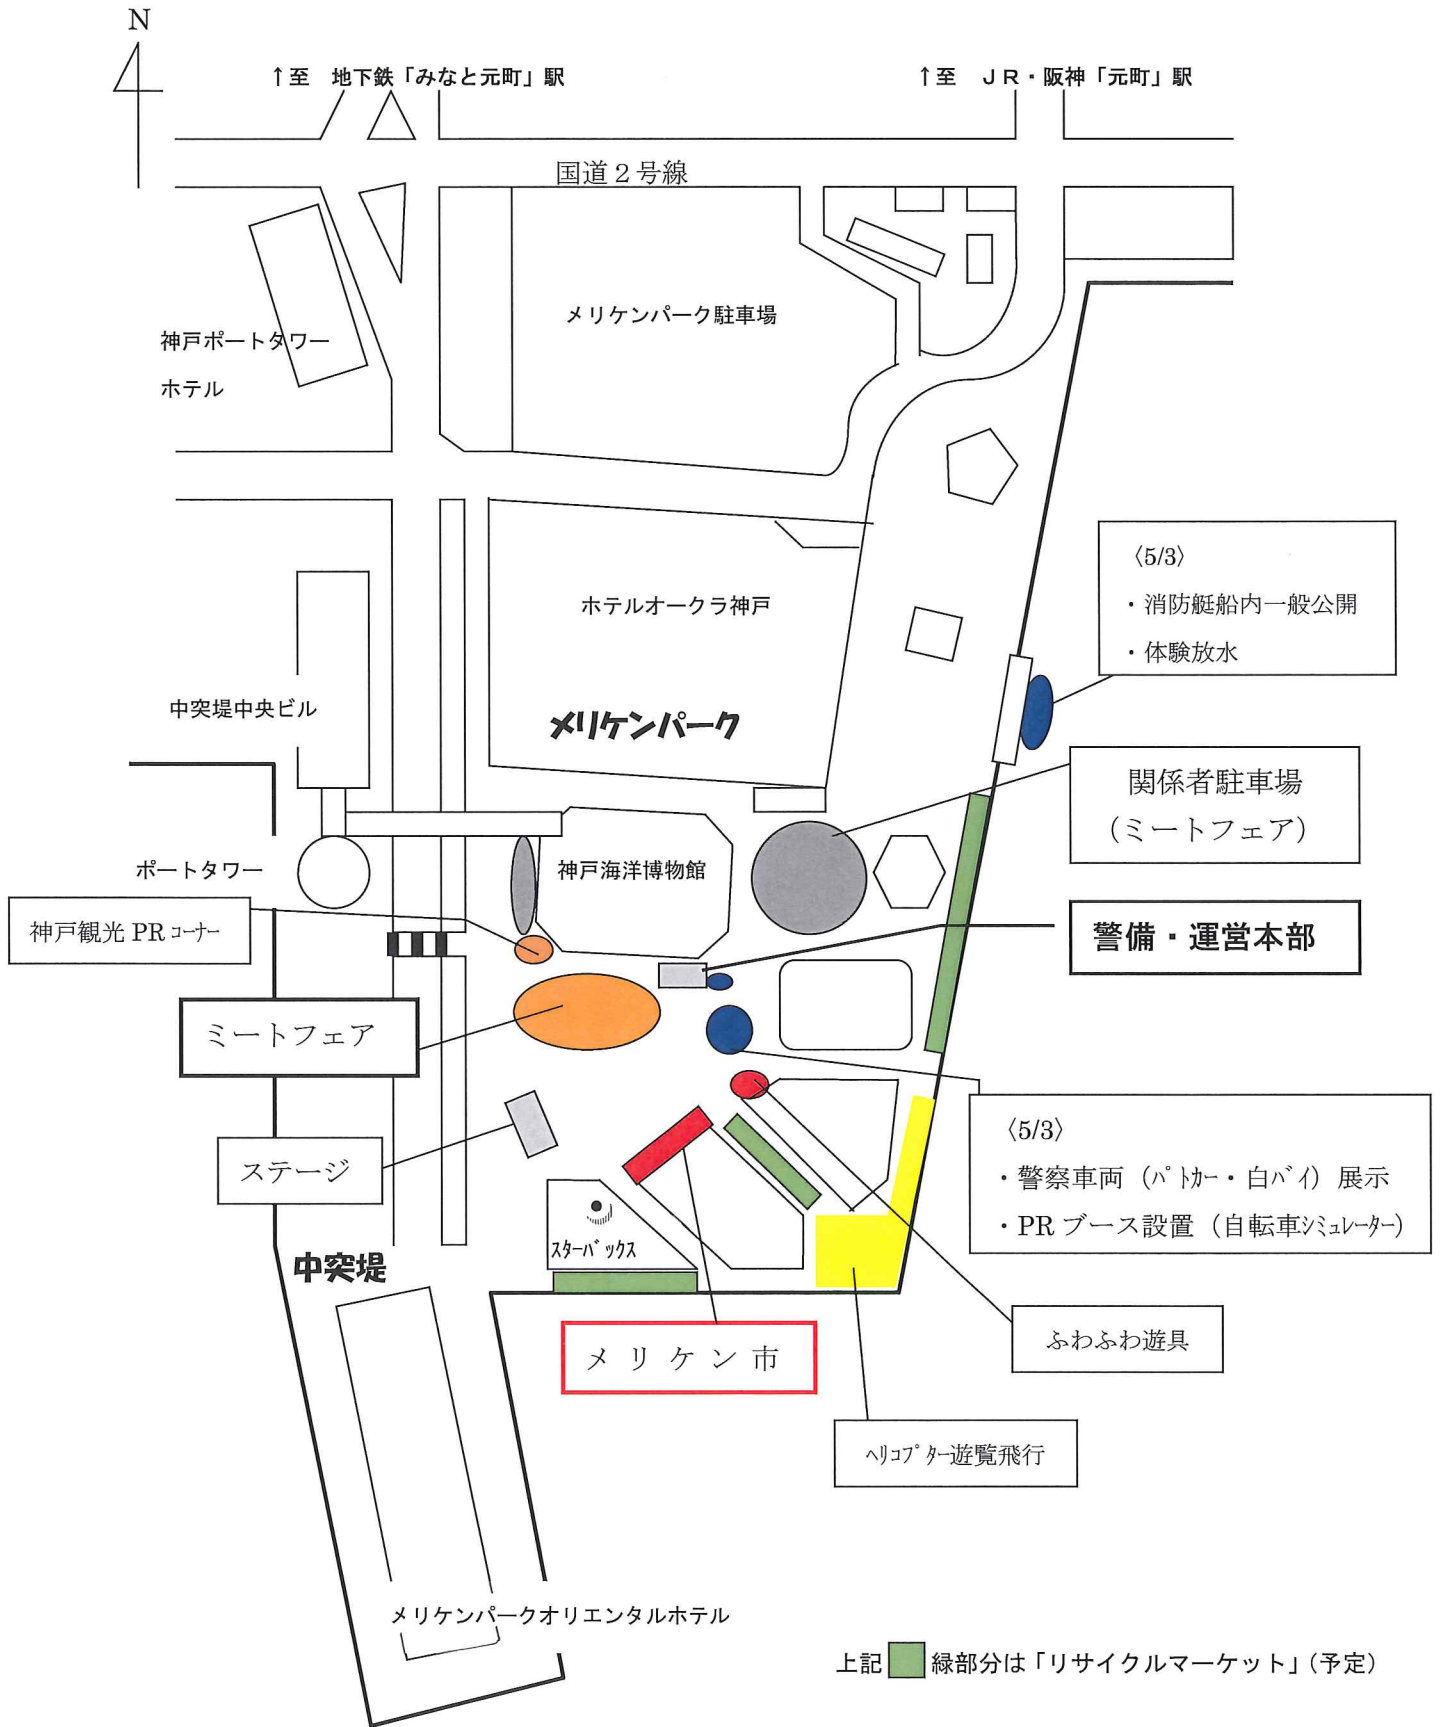 N
↑至　地下鉄「みなと元町」駅
↑至　ＪＲ・阪神「元町」駅
国道２号線
メリケンパーク駐車場
神戸ポートタワー
ホテル
〈5/3〉
・消防艇船内一般公開
・体験放水
ホテルオークラ神戸
中突堤中央ビル
メリケンパーク
関係者駐車場
（ミートフェア）
ポートタワー
神戸海洋博物館
神戸観光 PR ｺｰﾅｰ
警備・運営本部
ミートフェア
〈5/3〉
・警察車両（ﾊﾟﾄｶｰ・白ﾊﾞｲ）展示
・PR ブース設置（自転車ｼﾐｭﾚｰﾀｰ）
ステージ
ｽﾀｰﾊﾞｯｸｽ
中突堤
メリケン市
ふわふわ遊具
ﾍﾘｺﾌﾟﾀｰ遊覧飛行
メリケンパークオリエンタルホテル
上記　緑部分は「リサイクルマーケット」（予定）